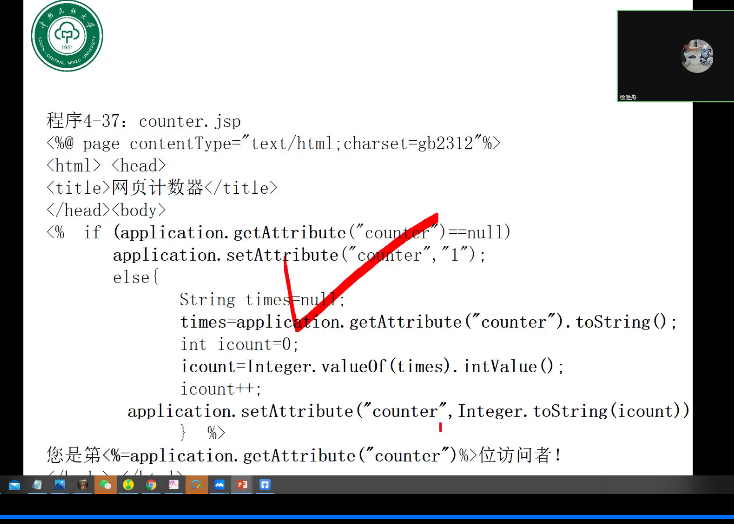 程序4-37：counter.jsp
<%@ page contentType="text/html;charset=gb2312"%>
<html> <head>
<title>网页计数器</title>
</head><body>
<% if (application.getAttribute("counter")==null)
application.setAttribute("counter","1");
else{
String times=null;
times=application.getAttribute("counter").toString();
int icount=0;
icount=Integer.valueOf(times).intValue();
icount++;
application.setAttribute("counter",Integer.toString(icount))
} %>
您是第<%=application.getAttribute("counter")%>位访问者!